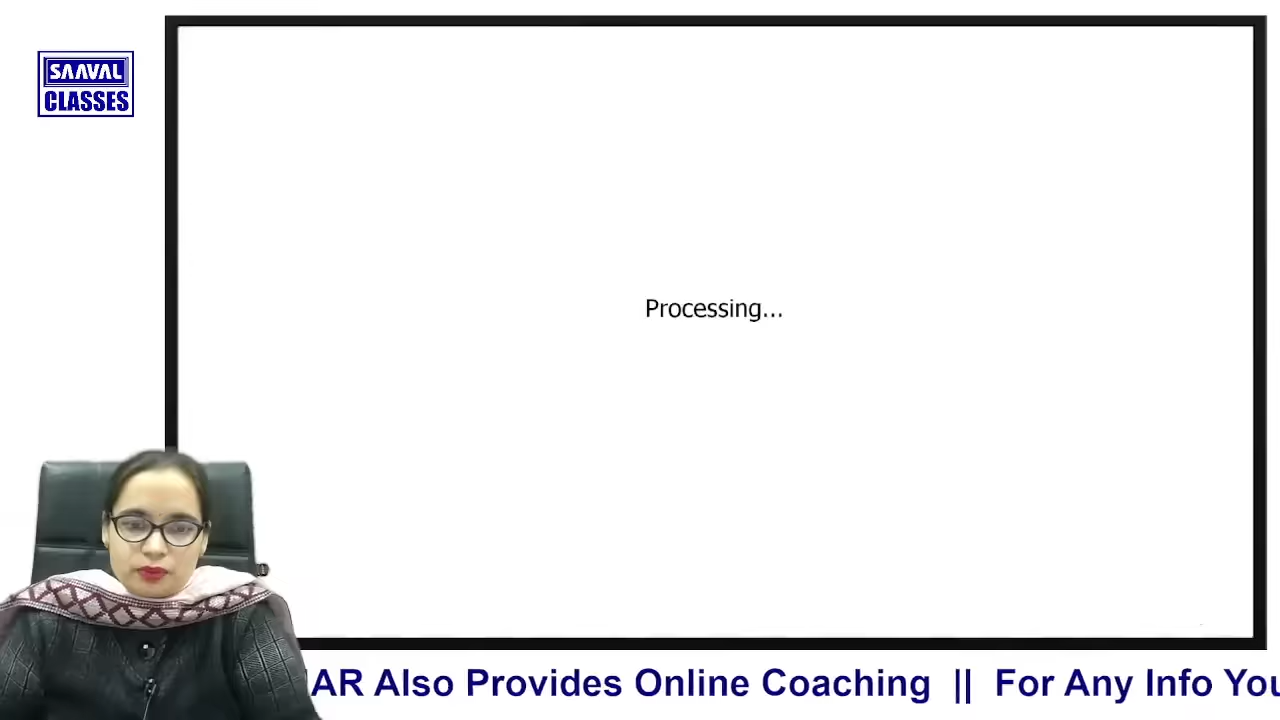 SAAVAL
CLASSES
Processing...
AR Also Provides Online Coaching || For Any Info You